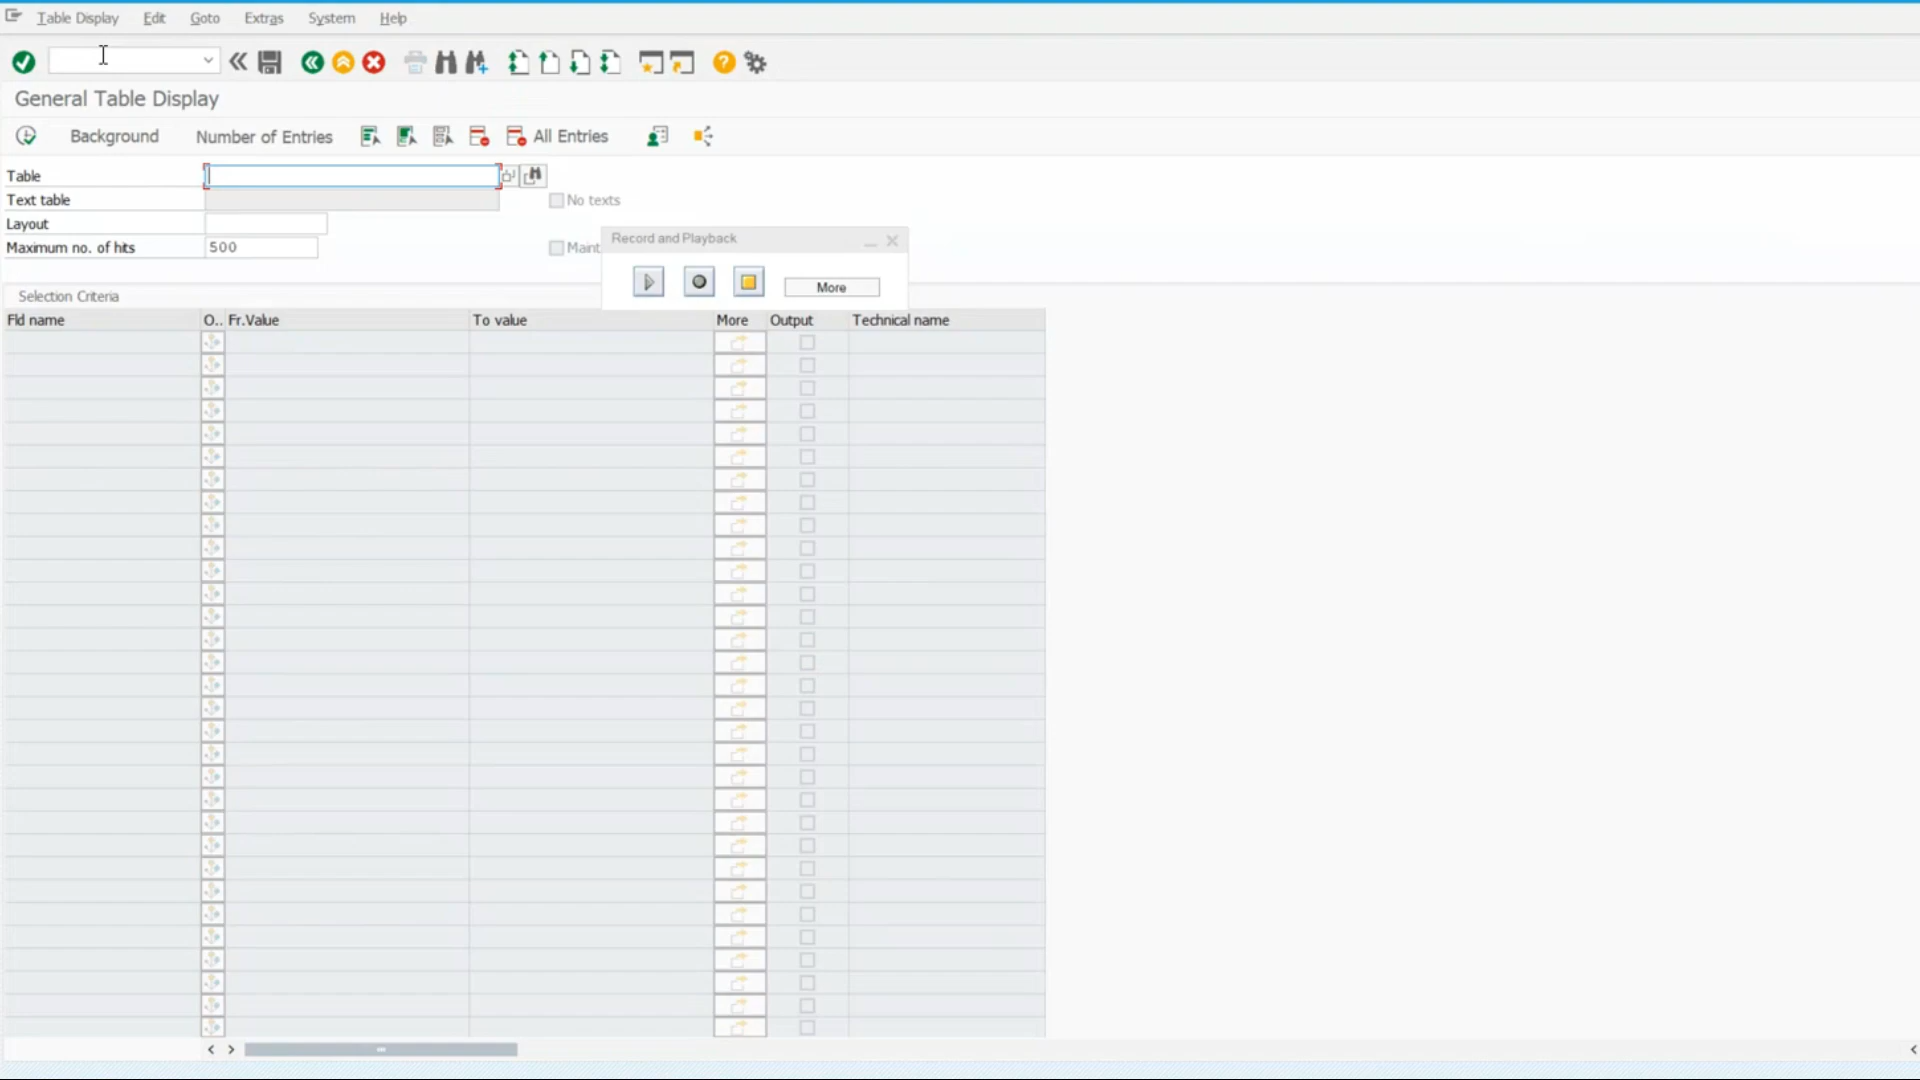 Table Display Edit Goto Extras System Help
General Table Display
Background Number of Entries All Entries
Table
Text table No texts
Layout
Maximum no. of hits 500 Maint
Record and Playback
More
Selection Criteria
Fld name O.. Fr.Value To value More Output Technical name